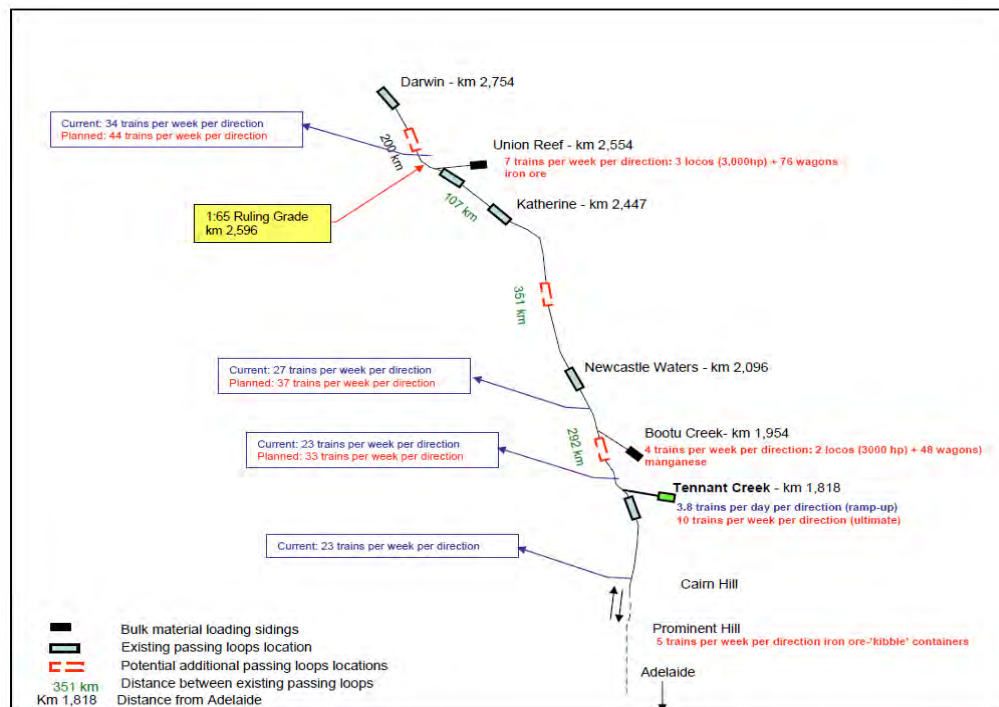 Darwin - km 2,754
Current: 34 trains per week per direction
Planned: 44 trains per week per direction
200 km
Union Reef - km 2,554
7 trains per week per direction: 3 locos (3,000hp) + 76 wagons
iron ore
1:65 Ruling Grade
km 2,596
107 km
Katherine - km 2,447
351 km
Newcastle Waters - km 2,096
Current: 27 trains per week per direction
Planned: 37 trains per week per direction
Bootu Creek- km 1,954
4 trains per week per direction: 2 locos (3000 hp) + 48 wagons)
manganese
292 km
Current: 23 trains per week per direction
Planned: 33 trains per week per direction
Tennant Creek - km 1,818
3.8 trains per day per direction (ramp-up)
10 trains per week per direction (ultimate)
Current: 23 trains per week per direction
Cairn Hill
Prominent Hill
5 trains per week per direction iron ore-'kibble' containers
Adelaide
Bulk material loading sidings
Existing passing loops location
Potential additional passing loops locations
351 km Distance between existing passing loops
Km 1,818 Distance from Adelaide